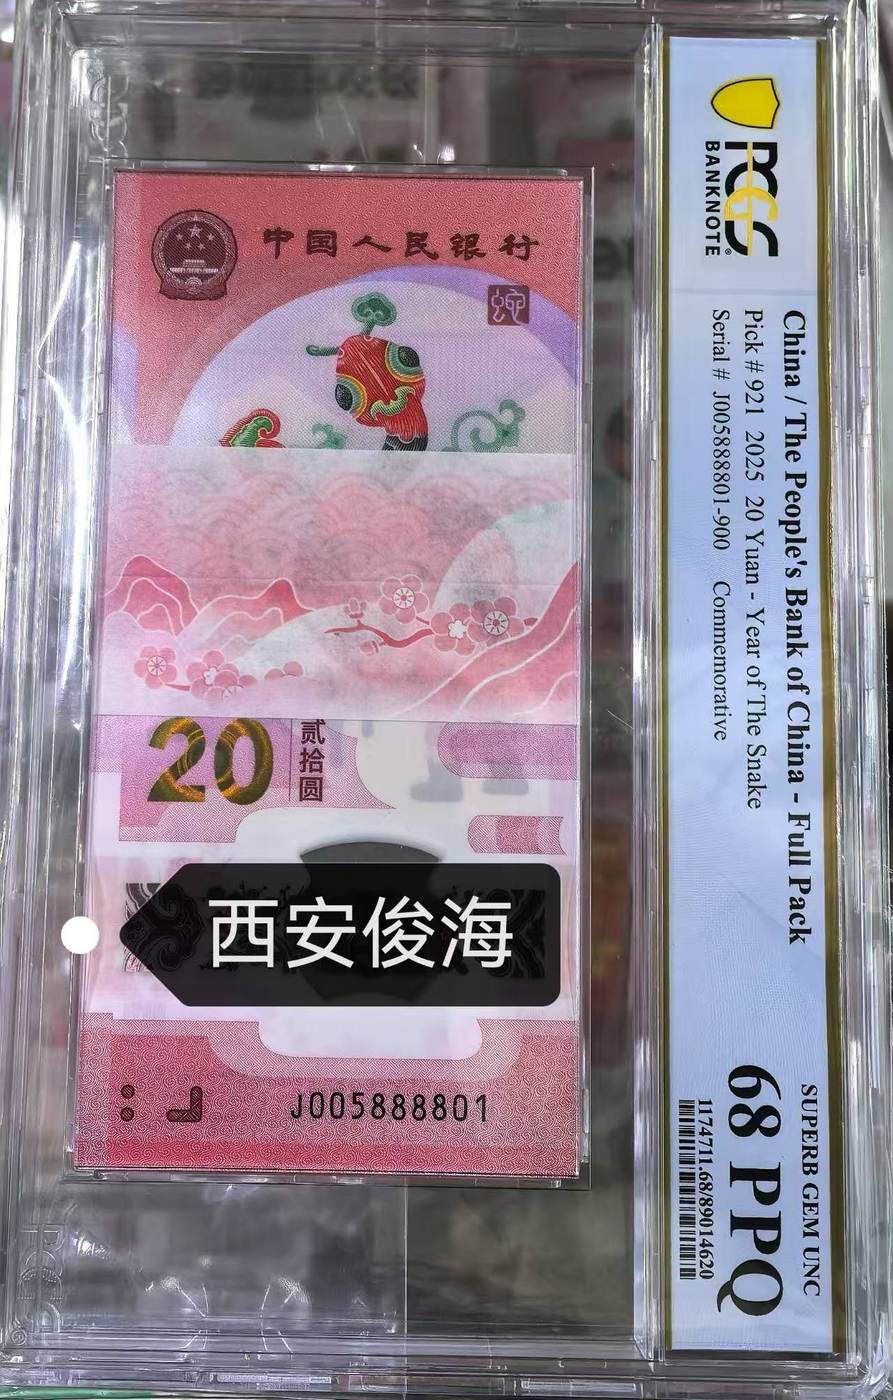 中国人民银行
蛇
20
贰拾圆
西安俊海
J005888801
PCGS
BANKNOTE
China / The People's Bank of China - Full Pack
Pick # 921 2025 20 Yuan - Year of The Snake
Serial # J005888801-900 Commemorative
SUPERB GEM UNC
68 PPQ
1174711.68/89014620